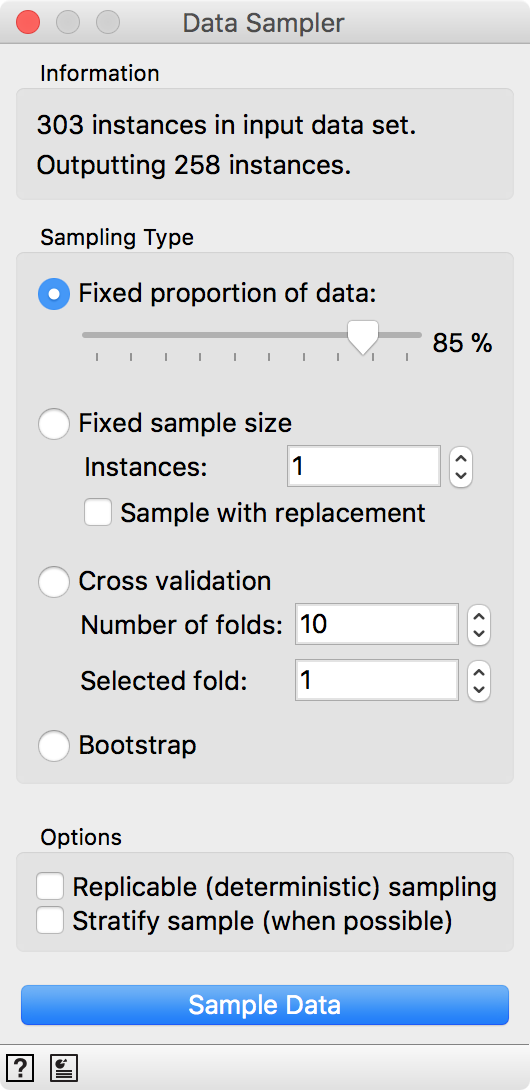 Data Sampler
Information
303 instances in input data set.
Outputting 258 instances.
Sampling Type
Fixed proportion of data:
85 %
Fixed sample size
Instances: 1
Sample with replacement
Cross validation
Number of folds: 10
Selected fold: 1
Bootstrap
Options
Replicable (deterministic) sampling
Stratify sample (when possible)
Sample Data
?